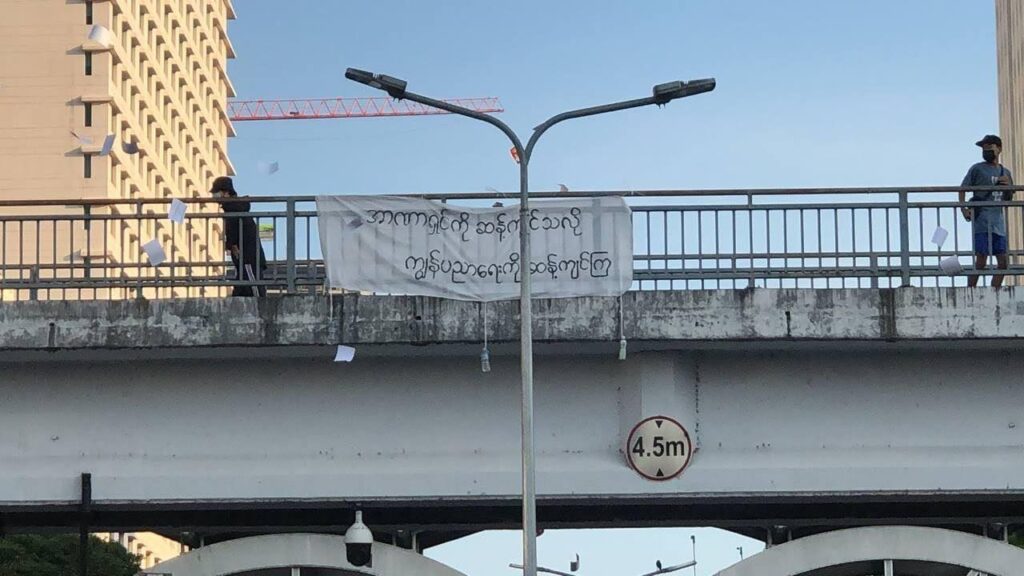 အာဏာရှင်ကို ဆန့်ကျင်သလို
ကျွန်ပညာရေးကို ဆန့်ကျင်ကြ
4.5m